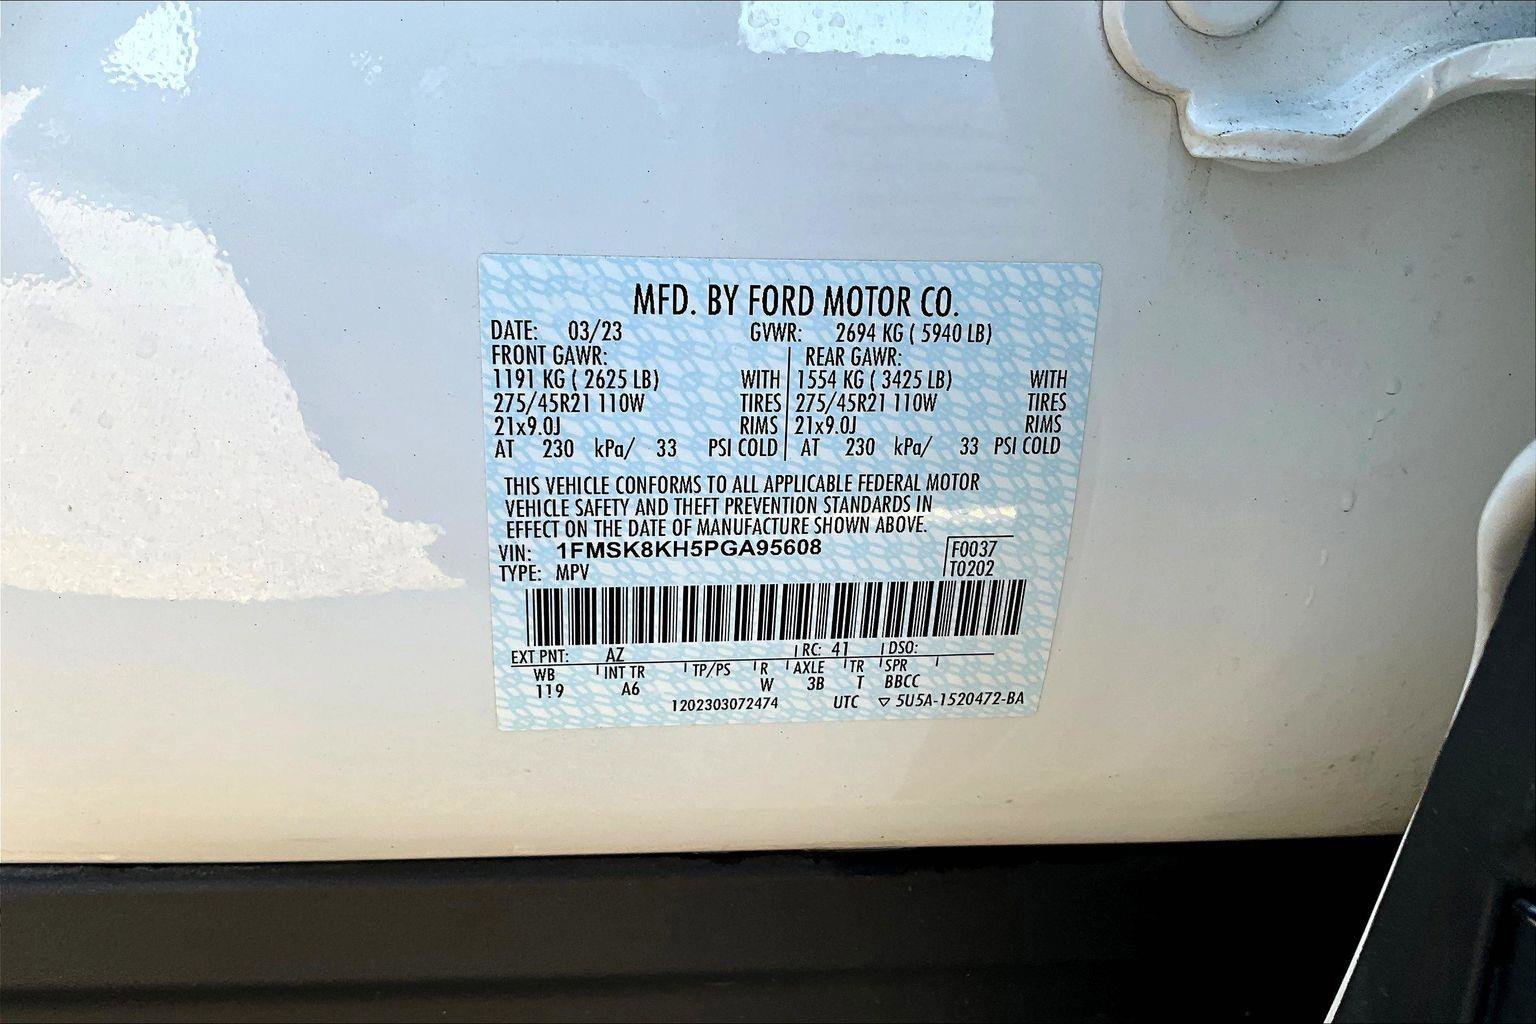 MFD. BY FORD MOTOR CO.
DATE: 03/23 GVWR: 2694 KG ( 5940 LB)
FRONT GAWR: REAR GAWR:
1191 KG ( 2625 LB) WITH 1554 KG ( 3425 LB) WITH
275/45R21 110W TIRES 275/45R21 110W TIRES
21x9.0J RIMS 21x9.0J RIMS
AT 230 kPa/ 33 PSI COLD AT 230 kPa/ 33 PSI COLD
THIS VEHICLE CONFORMS TO ALL APPLICABLE FEDERAL MOTOR
VEHICLE SAFETY AND THEFT PREVENTION STANDARDS IN
EFFECT ON THE DATE OF MANUFACTURE SHOWN ABOVE.
VIN: 1FMSK8KH5PGA95608 F0037
TYPE: MPV T0202
EXT PNT: AZ RC: 41 DSO:
WB INT TR TP/PS R AXLE TR SPR
119 A6 W 3B T BBCC
1202303072474 UTC ▽ 5U5A-1520472-BA